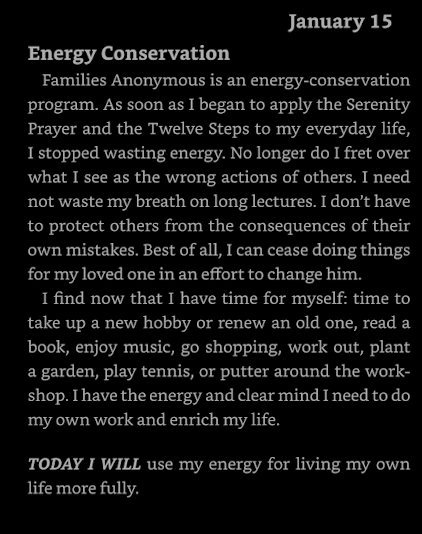 January 15
Energy Conservation
Families Anonymous is an energy-conservation
program. As soon as I began to apply the Serenity
Prayer and the Twelve Steps to my everyday life,
I stopped wasting energy. No longer do I fret over
what I see as the wrong actions of others. I need
not waste my breath on long lectures. I don’t have
to protect others from the consequences of their
own mistakes. Best of all, I can cease doing things
for my loved one in an effort to change him.
I find now that I have time for myself: time to
take up a new hobby or renew an old one, read a
book, enjoy music, go shopping, work out, plant
a garden, play tennis, or putter around the work-
shop. I have the energy and clear mind I need to do
my own work and enrich my life.
TODAY I WILL use my energy for living my own
life more fully.